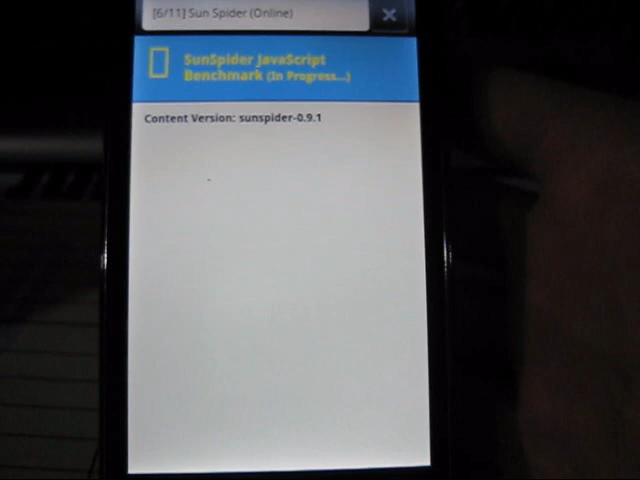 [6/11] Sun Spider (Online)
SunSpider JavaScript
Benchmark (In Progress...)
Content Version: sunspider-0.9.1